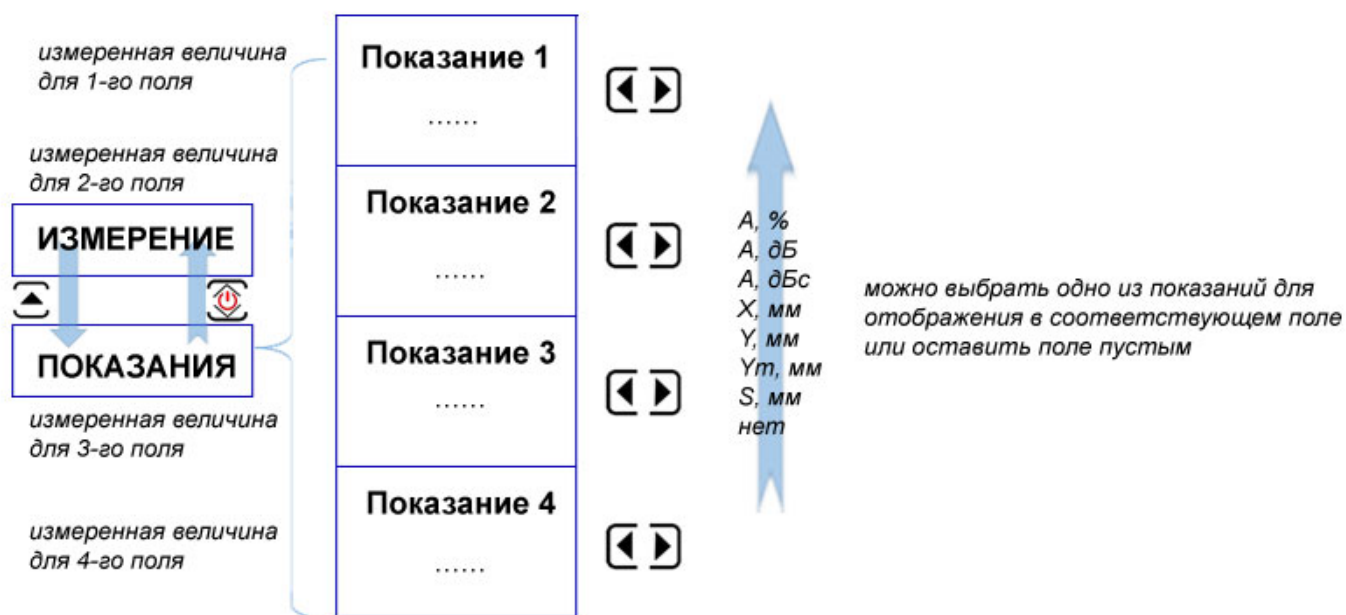 измеренная величина
для 1-го поля
измеренная величина
для 2-го поля
ИЗМЕРЕНИЕ
ПОКАЗАНИЯ
измеренная величина
для 3-го поля
измеренная величина
для 4-го поля
Показание 1
......
Показание 2
......
Показание 3
......
Показание 4
......
А, %
А, дБ
А, дБс
X, мм
Y, мм
Yт, мм
S, мм
нет
можно выбрать одно из показаний для
отображения в соответствующем поле
или оставить поле пустым